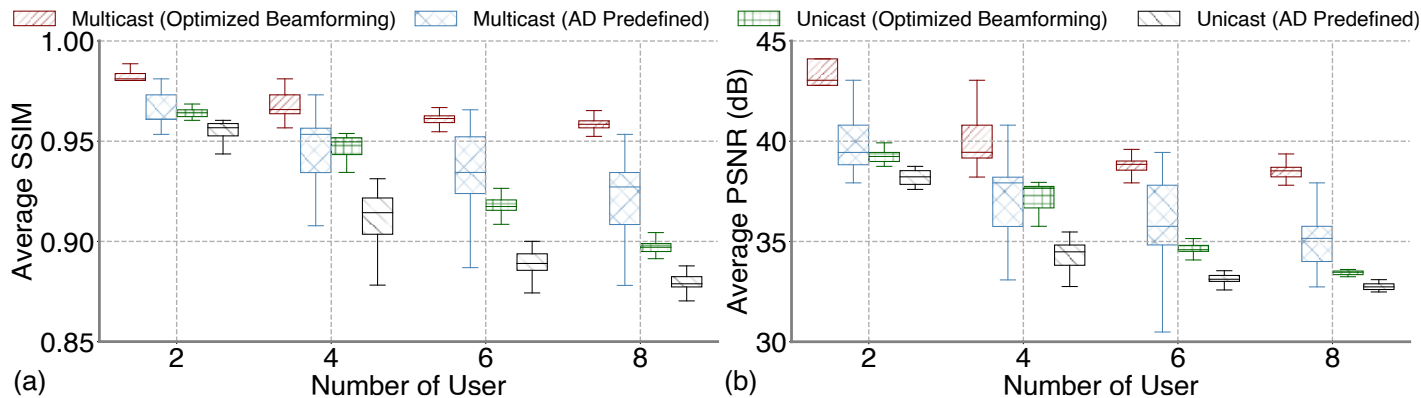 Multicast (Optimized Beamforming) Multicast (AD Predefined) Unicast (Optimized Beamforming) Unicast (AD Predefined)
Average SSIM
1.00
0.95
0.90
0.85
2 4 6 8
Number of User
(a)
Average PSNR (dB)
45
40
35
30
2 4 6 8
Number of User
(b)